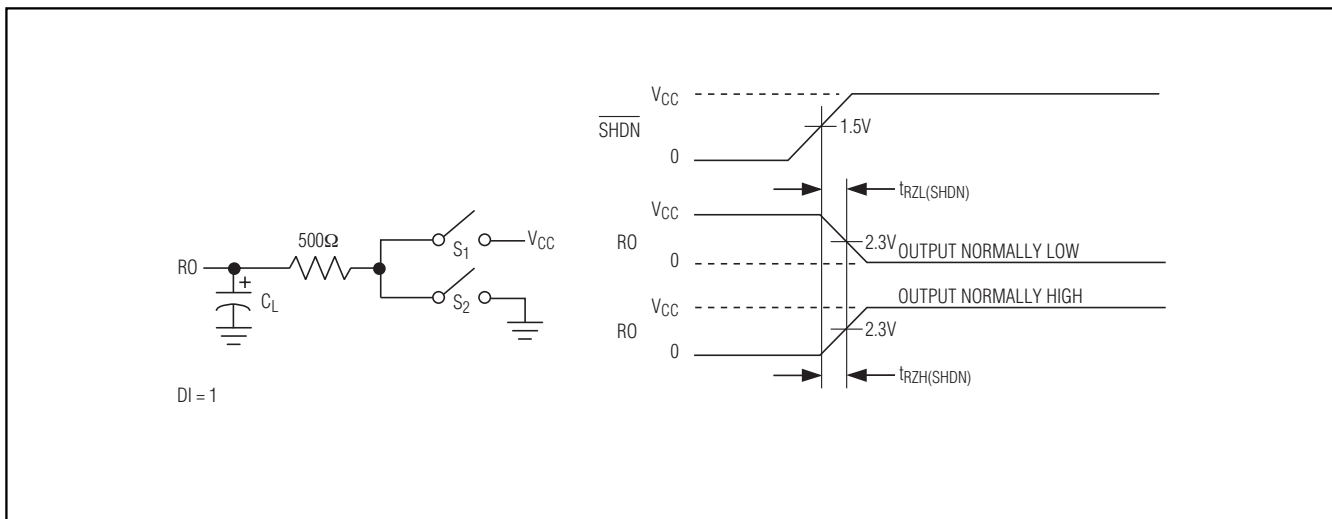 RO
500Ω
+
CL
S1
VCC
S2
DI = 1
VCC
SHDN
1.5V
0
tRZL(SHDN)
VCC
RO
2.3V
0
OUTPUT NORMALLY LOW
OUTPUT NORMALLY HIGH
VCC
RO
2.3V
0
tRZH(SHDN)